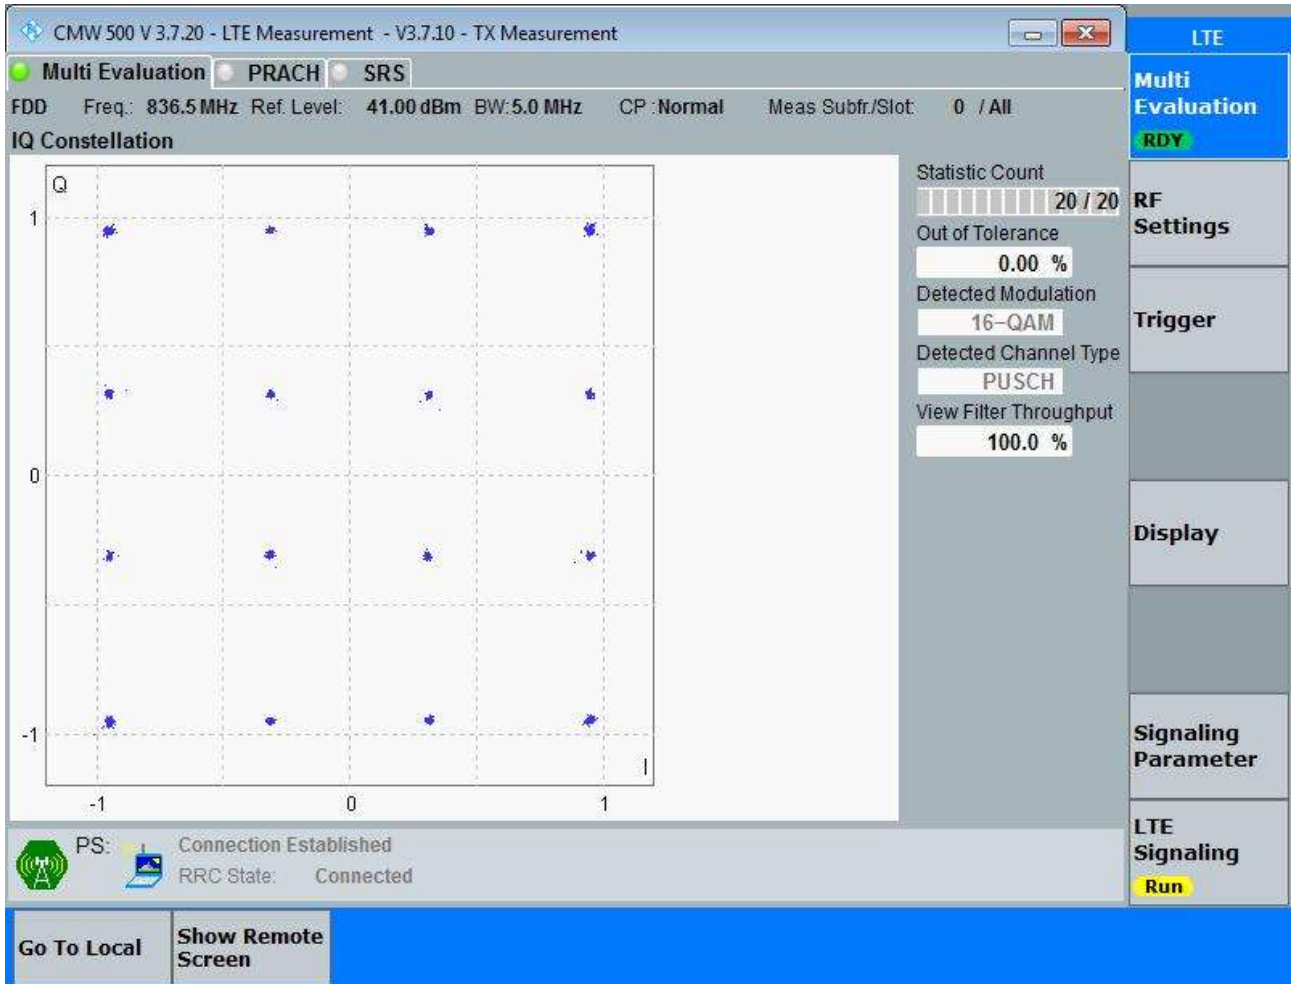 CMW 500 V 3.7.20 - LTE Measurement - V3.7.10 - TX Measurement
LTE
Multi Evaluation PRACH SRS
FDD Freq.: 836.5 MHz Ref. Level: 41.00 dBm BW: 5.0 MHz CP : Normal Meas Subfr./Slot: 0 / All
IQ Constellation
Q
1
0
-1
I
-1 0 1
Statistic Count
20 / 20
Out of Tolerance
0.00 %
Detected Modulation
16-QAM
Detected Channel Type
PUSCH
View Filter Throughput
100.0 %
Multi
Evaluation
RDY
RF
Settings
Trigger
Display
Signaling
Parameter
LTE
Signaling
Run
PS: Connection Established
RRC State: Connected
Go To Local
Show Remote
Screen